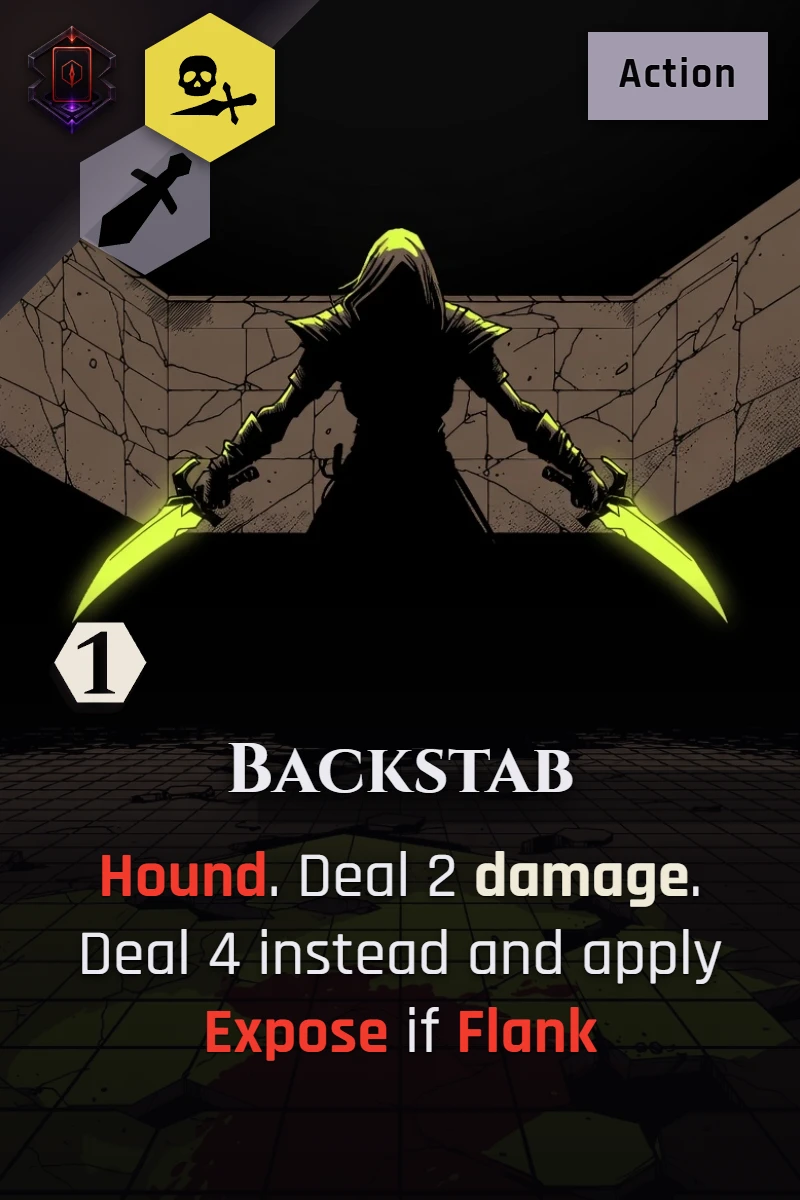 Action
1
Backstab
Hound. Deal 2 damage.
Deal 4 instead and apply
Expose if Flank